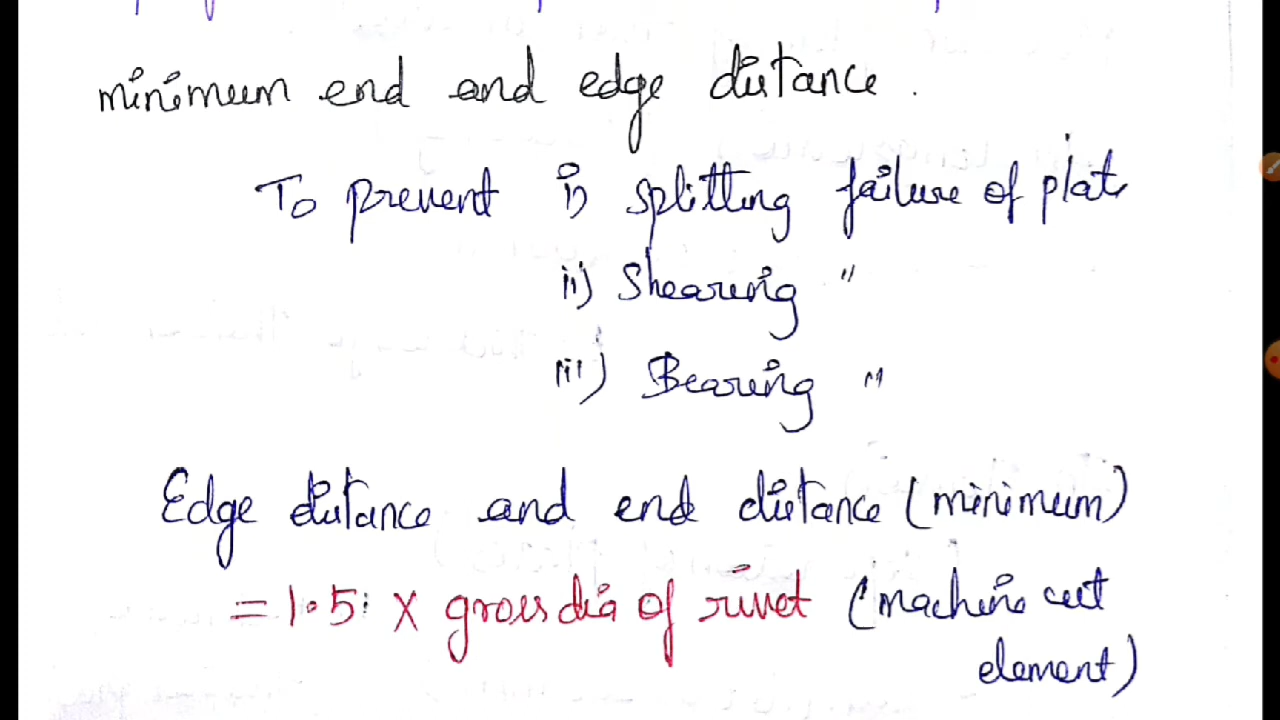 minimum end and edge distance.
To prevent i) splitting failure of plate
ii) Shearing "
iii) Bearing "
Edge distance and end distance (minimum)
= 1.5 X gross dia of rivet (machine cut
element)